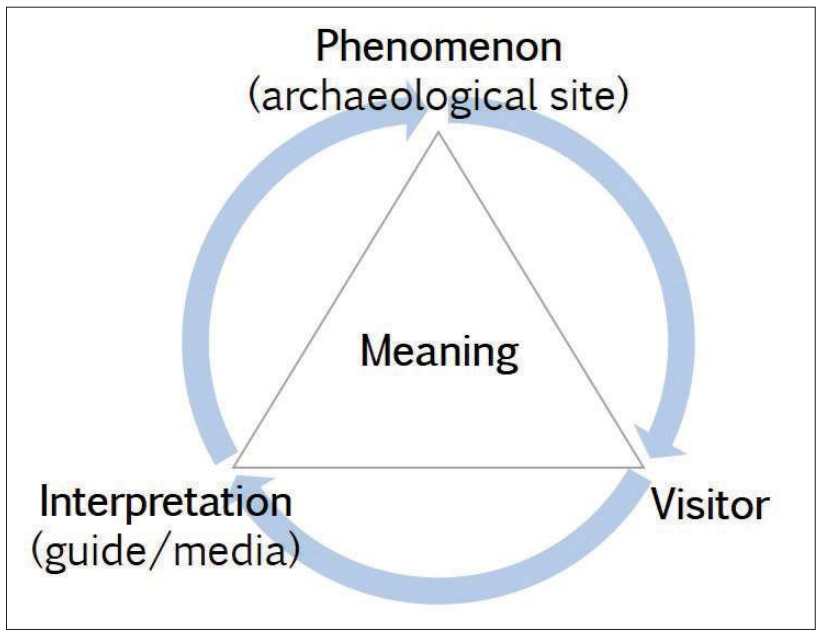 Phenomenon
(archaeological site)
Meaning
Interpretation
(guide/media)
Visitor